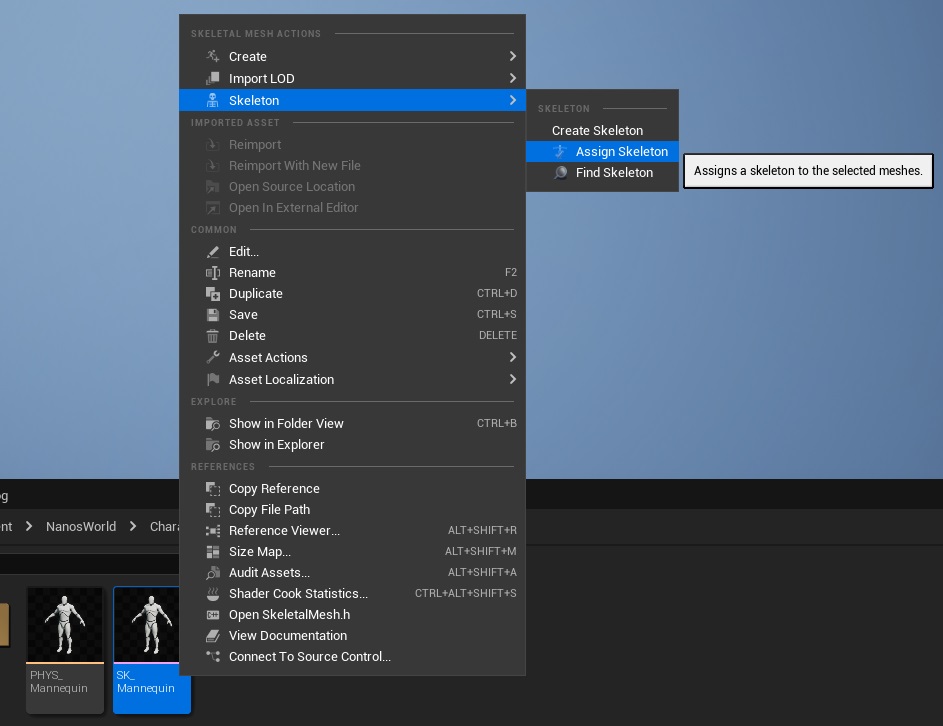 SKELETAL MESH ACTIONS
Create
Import LOD
Skeleton
SKELETON
Create Skeleton
Assign Skeleton
Find Skeleton
Assigns a skeleton to the selected meshes.
IMPORTED ASSET
Reimport
Reimport With New File
Open Source Location
Open In External Editor
COMMON
Edit...
Rename F2
Duplicate CTRL+D
Save CTRL+S
Delete DELETE
Asset Actions
Asset Localization
EXPLORE
Show in Folder View CTRL+B
Show in Explorer
REFERENCES
Copy Reference
Copy File Path
Reference Viewer... ALT+SHIFT+R
Size Map... ALT+SHIFT+M
Audit Assets... ALT+SHIFT+A
Shader Cook Statistics... CTRL+ALT+SHIFT+S
Open SkeletalMesh.h
View Documentation
Connect To Source Control...
og
nt > NanosWorld > Chara
PHYS_
Mannequin
SK_
Mannequin